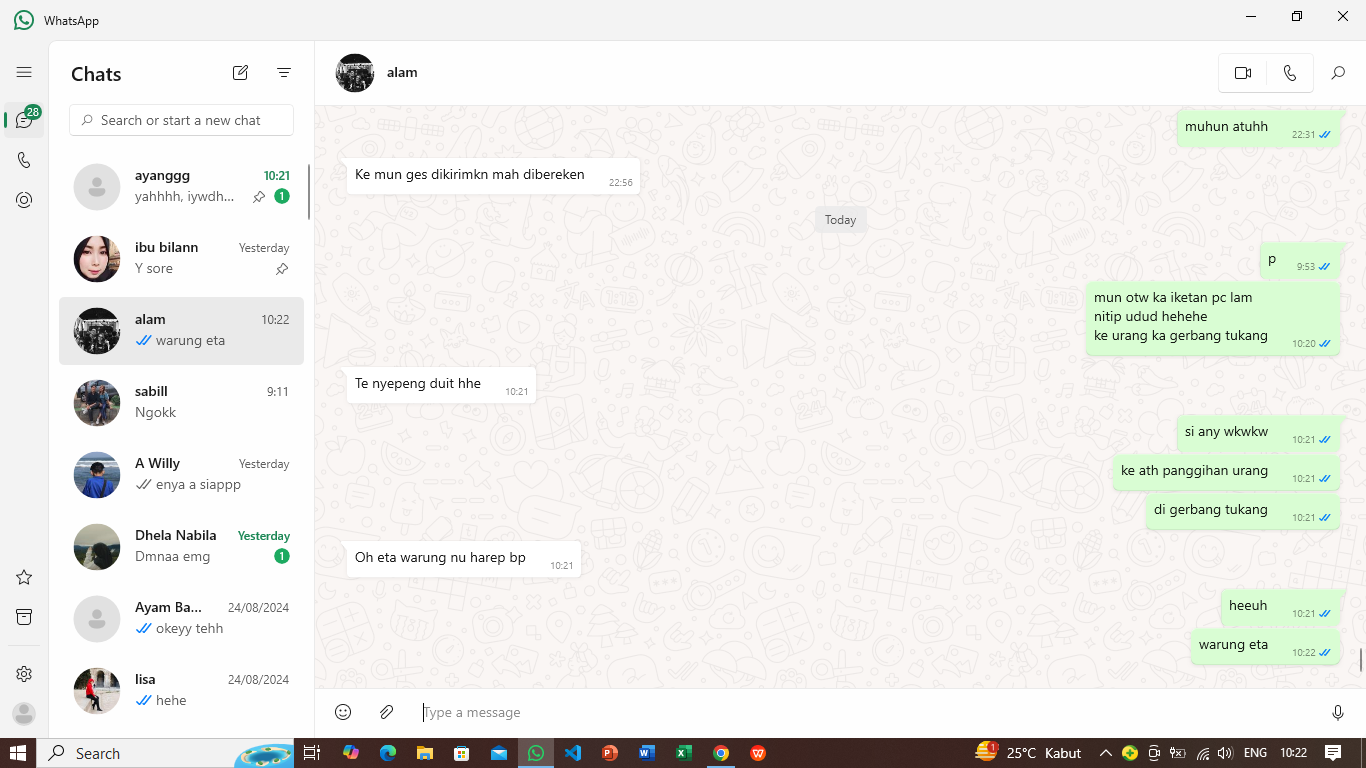 WhatsApp
Chats
Search or start a new chat
28
ayanggg 10:21
yahhhh, iywdh... 1
ibu bilann Yesterday
Y sore
alam 10:22
warung eta
sabill 9:11
Ngokk
A Willy Yesterday
enya a siappp
Dhela Nabila Yesterday
Dmnaa emg 1
Ayam Ba... 24/08/2024
okeyy tehh
lisa 24/08/2024
hehe
alam
muhun atuhh 22:31
Ke mun ges dikirimkn mah dibereken 22:56
Today
p 9:53
mun otw ka iketan pc lam
nitip udud hehehe
ke urang ka gerbang tukang 10:20
Te nyepeng duit hhe 10:21
si any wkwkw 10:21
ke ath panggihan urang 10:21
di gerbang tukang 10:21
Oh eta warung nu harep bp 10:21
heeuh 10:21
warung eta 10:22
Type a message
Search
1
25°C Kabut
ENG
10:22